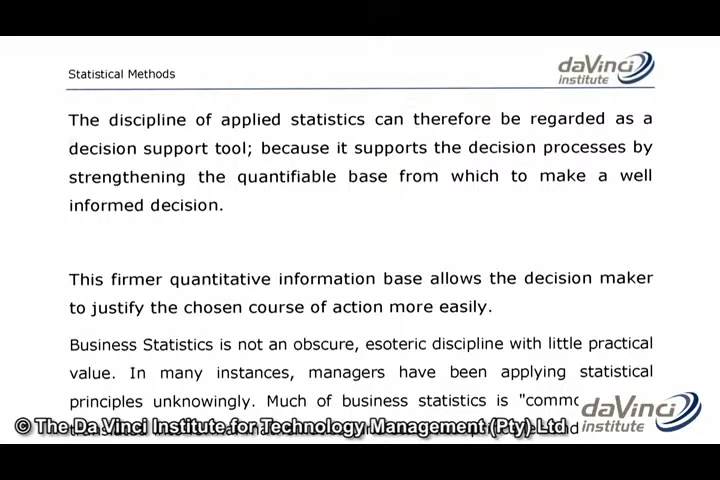 Statistical Methods
daVinci
institute
The discipline of applied statistics can therefore be regarded as a
decision support tool; because it supports the decision processes by
strengthening the quantifiable base from which to make a well
informed decision.
This firmer quantitative information base allows the decision maker
to justify the chosen course of action more easily.
Business Statistics is not an obscure, esoteric discipline with little practical
value. In many instances, managers have been applying statistical
principles unknowingly. Much of business statistics is "commo
daVinci
institute
© The Da Vinci Institute for Technology Management (Pty) Ltd